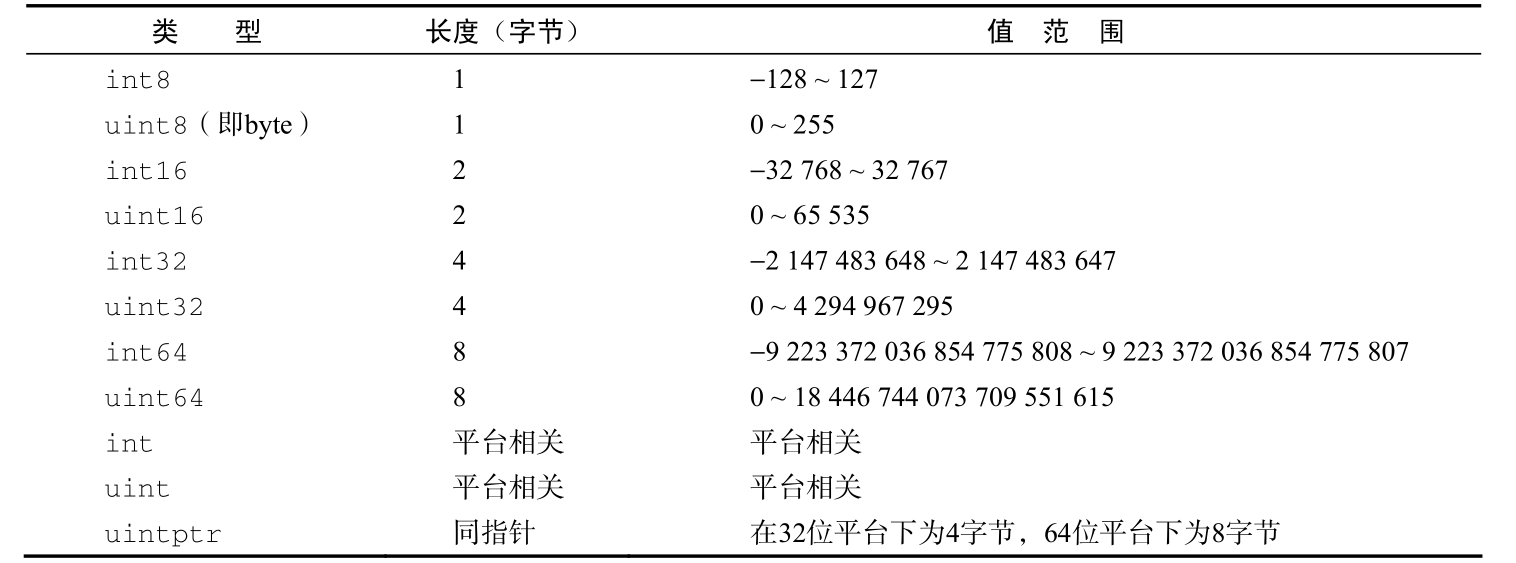 类 型 长度（字节） 值 范 围
int8 1 −128 ~ 127
uint8（即byte） 1 0 ~ 255
int16 2 −32 768 ~ 32 767
uint16 2 0 ~ 65 535
int32 4 −2 147 483 648 ~ 2 147 483 647
uint32 4 0 ~ 4 294 967 295
int64 8 −9 223 372 036 854 775 808 ~ 9 223 372 036 854 775 807
uint64 8 0 ~ 18 446 744 073 709 551 615
int 平台相关 平台相关
uint 平台相关 平台相关
uintptr 同指针 在32位平台下为4字节，64位平台下为8字节